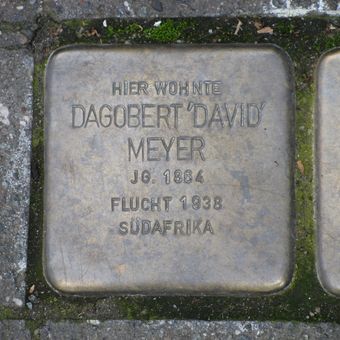 HIER WOHNTE
DAGOBERT 'DAVID'
MEYER
JG. 1884
FLUCHT 1938
SÜDAFRIKA